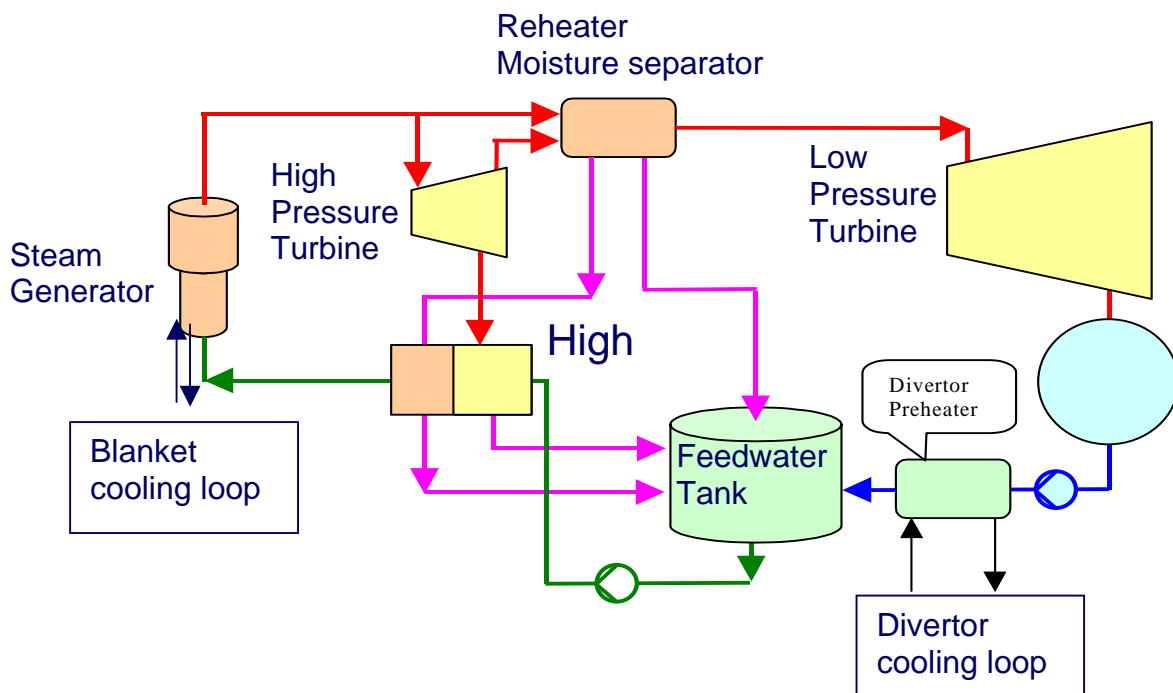 Reheater
Moisture separator
High
Pressure
Turbine
Low
Pressure
Turbine
Steam
Generator
High
Divertor
Preheater
Blanket
cooling loop
Feedwater
Tank
Divertor
cooling loop